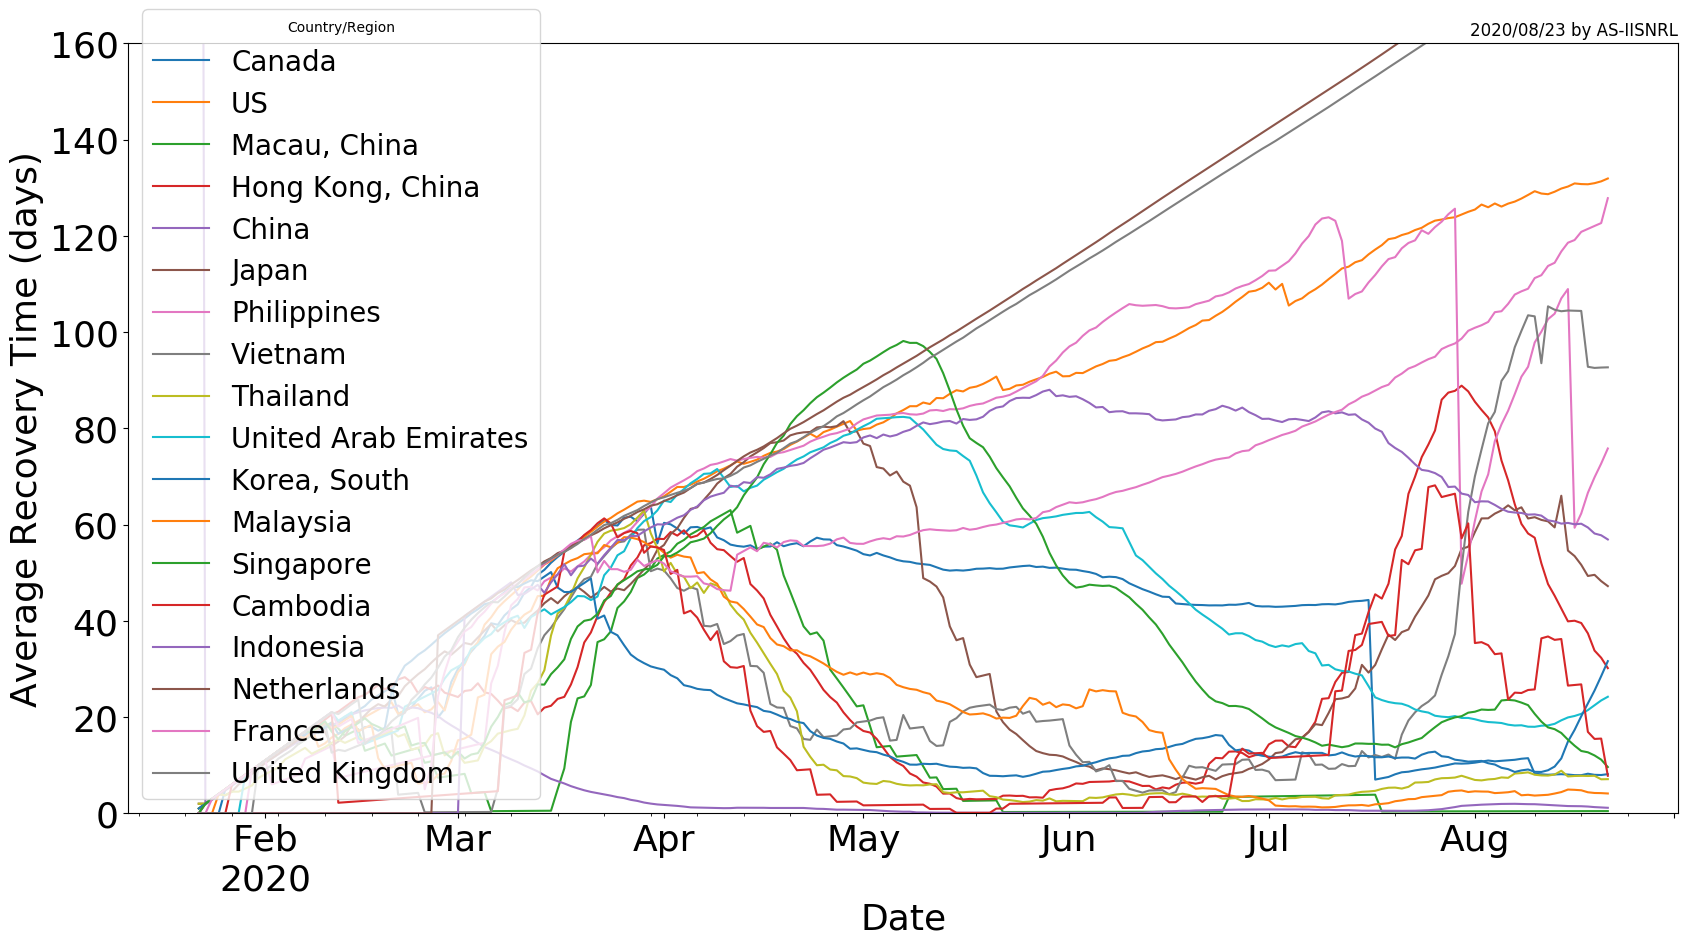 2020/08/23 by AS-IISNRL
Country/Region
Canada
US
Macau, China
Hong Kong, China
China
Japan
Philippines
Vietnam
Thailand
United Arab Emirates
Korea, South
Malaysia
Singapore
Cambodia
Indonesia
Netherlands
France
United Kingdom
Average Recovery Time (days)
160
140
120
100
80
60
40
20
0
Feb Mar Apr May Jun Jul Aug
2020
Date